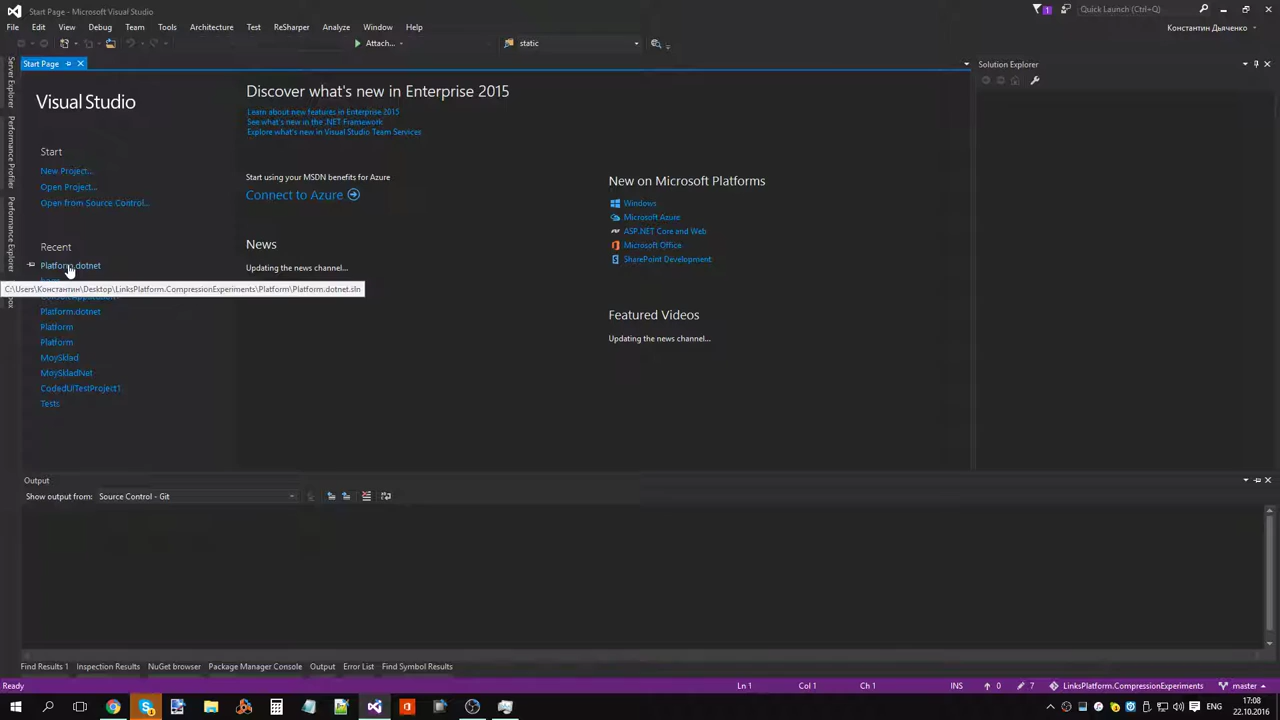 Start Page - Microsoft Visual Studio
1
Quick Launch (Ctrl+Q)
File Edit View Debug Team Tools Architecture Test ReSharper Analyze Window Help
Константин Дьяченко
Attach...
static
Start Page
Solution Explorer
Server Explorer
Performance Profiler
Performance Explorer
Visual Studio
Discover what's new in Enterprise 2015
Learn about new features in Enterprise 2015
See what's new in the .NET Framework
Explore what's new in Visual Studio Team Services
Start
New Project...
Open Project...
Open from Source Control...
Start using your MSDN benefits for Azure
Connect to Azure
New on Microsoft Platforms
Windows
Microsoft Azure
ASP.NET Core and Web
Microsoft Office
SharePoint Development
Recent
Platform.dotnet
C:\Users\Константин\Desktop\LinksPlatform.CompressionExperiments\Platform\Platform.dotnet.sln
Platform.dotnet
Platform
Platform
MoySklad
MoySkladNet
CodedUITestProject1
Tests
News
Updating the news channel...
Featured Videos
Updating the news channel...
Output
Show output from: Source Control - Git
Find Results 1 Inspection Results NuGet browser Package Manager Console Output Error List Find Symbol Results
Ready
Ln 1 Col 1 Ch 1 INS 0 7 LinksPlatform.CompressionExperiments master
ENG
17:08
22.10.2016